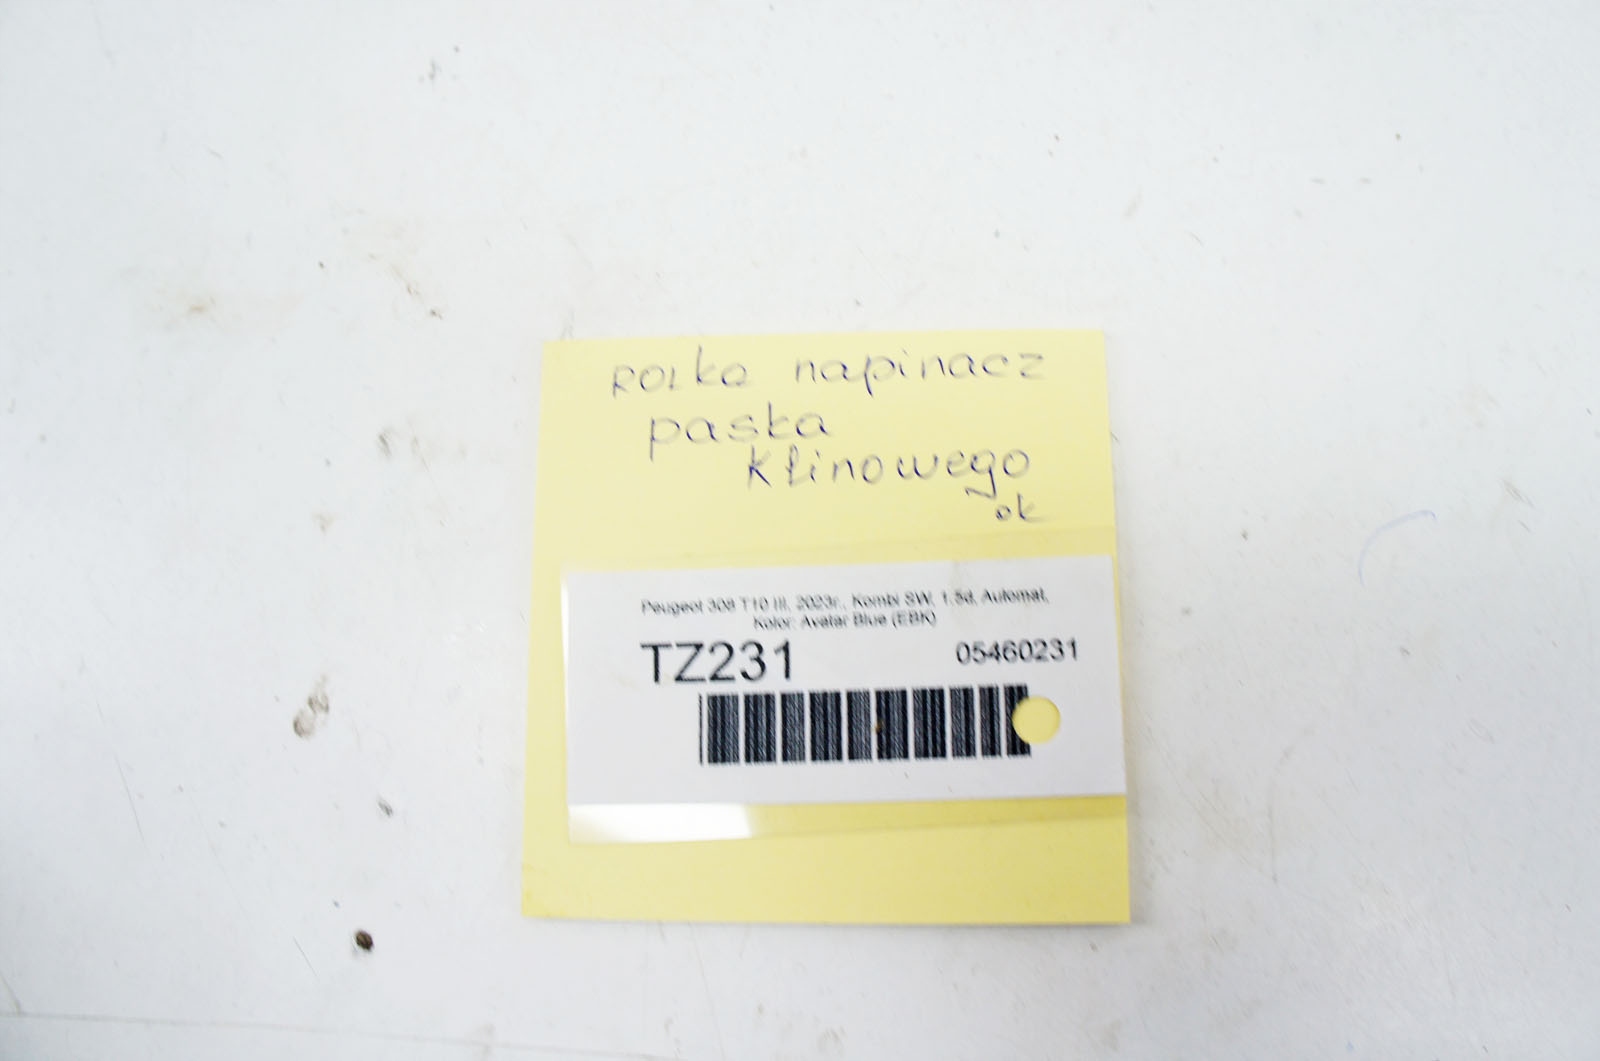 rolka napinacz
paska
klinowego
ok
Peugeot 308 T10 III, 2023r., Kombi SW, 1.5d, Automat,
Kolor: Avatar Blue (EBK)
TZ231 05460231